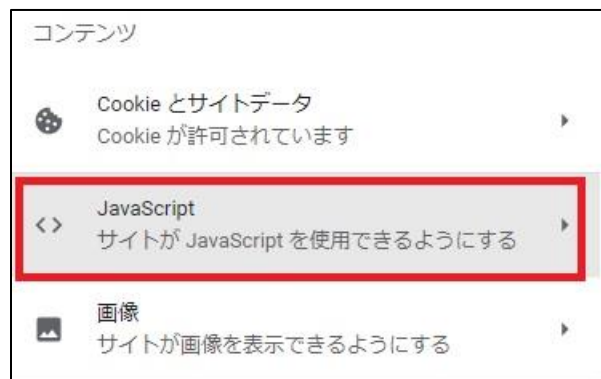 コンテンツ
Cookie とサイトデータ
Cookie が許可されています
JavaScript
サイトが JavaScript を使用できるようにする
画像
サイトが画像を表示できるようにする